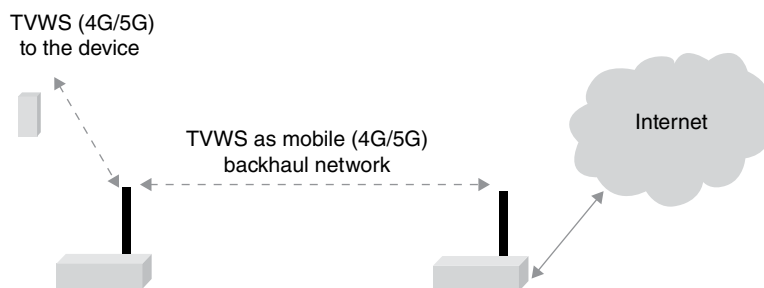 TVWS (4G/5G)
to the device
TVWS as mobile (4G/5G)
backhaul network
Internet